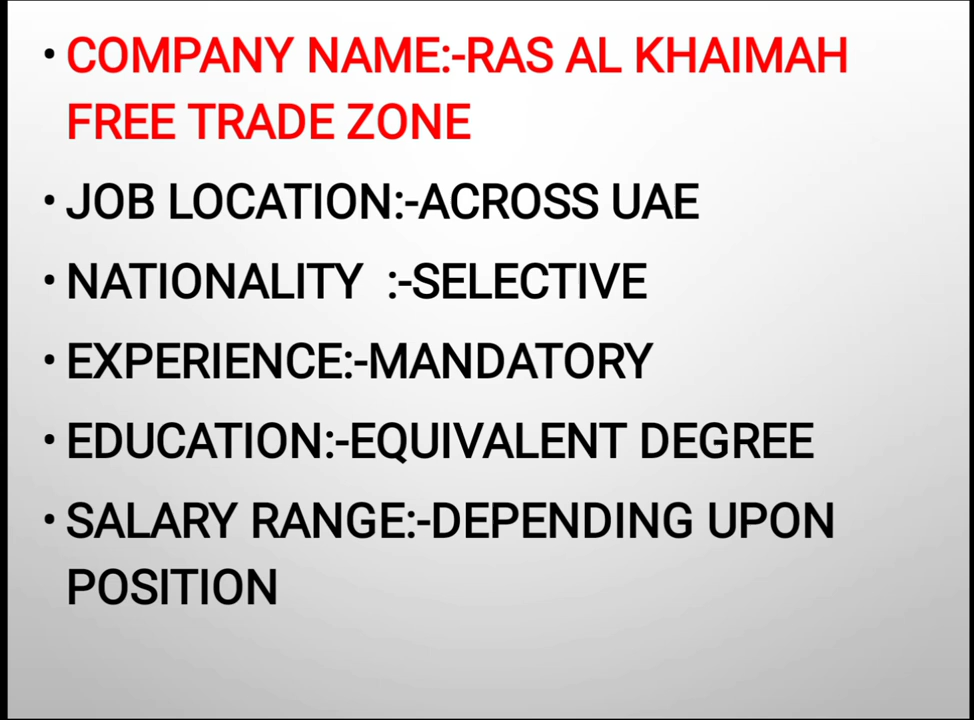 • COMPANY NAME:-RAS AL KHAIMAH
FREE TRADE ZONE
• JOB LOCATION:-ACROSS UAE
• NATIONALITY :-SELECTIVE
• EXPERIENCE:-MANDATORY
• EDUCATION:-EQUIVALENT DEGREE
• SALARY RANGE:-DEPENDING UPON
POSITION